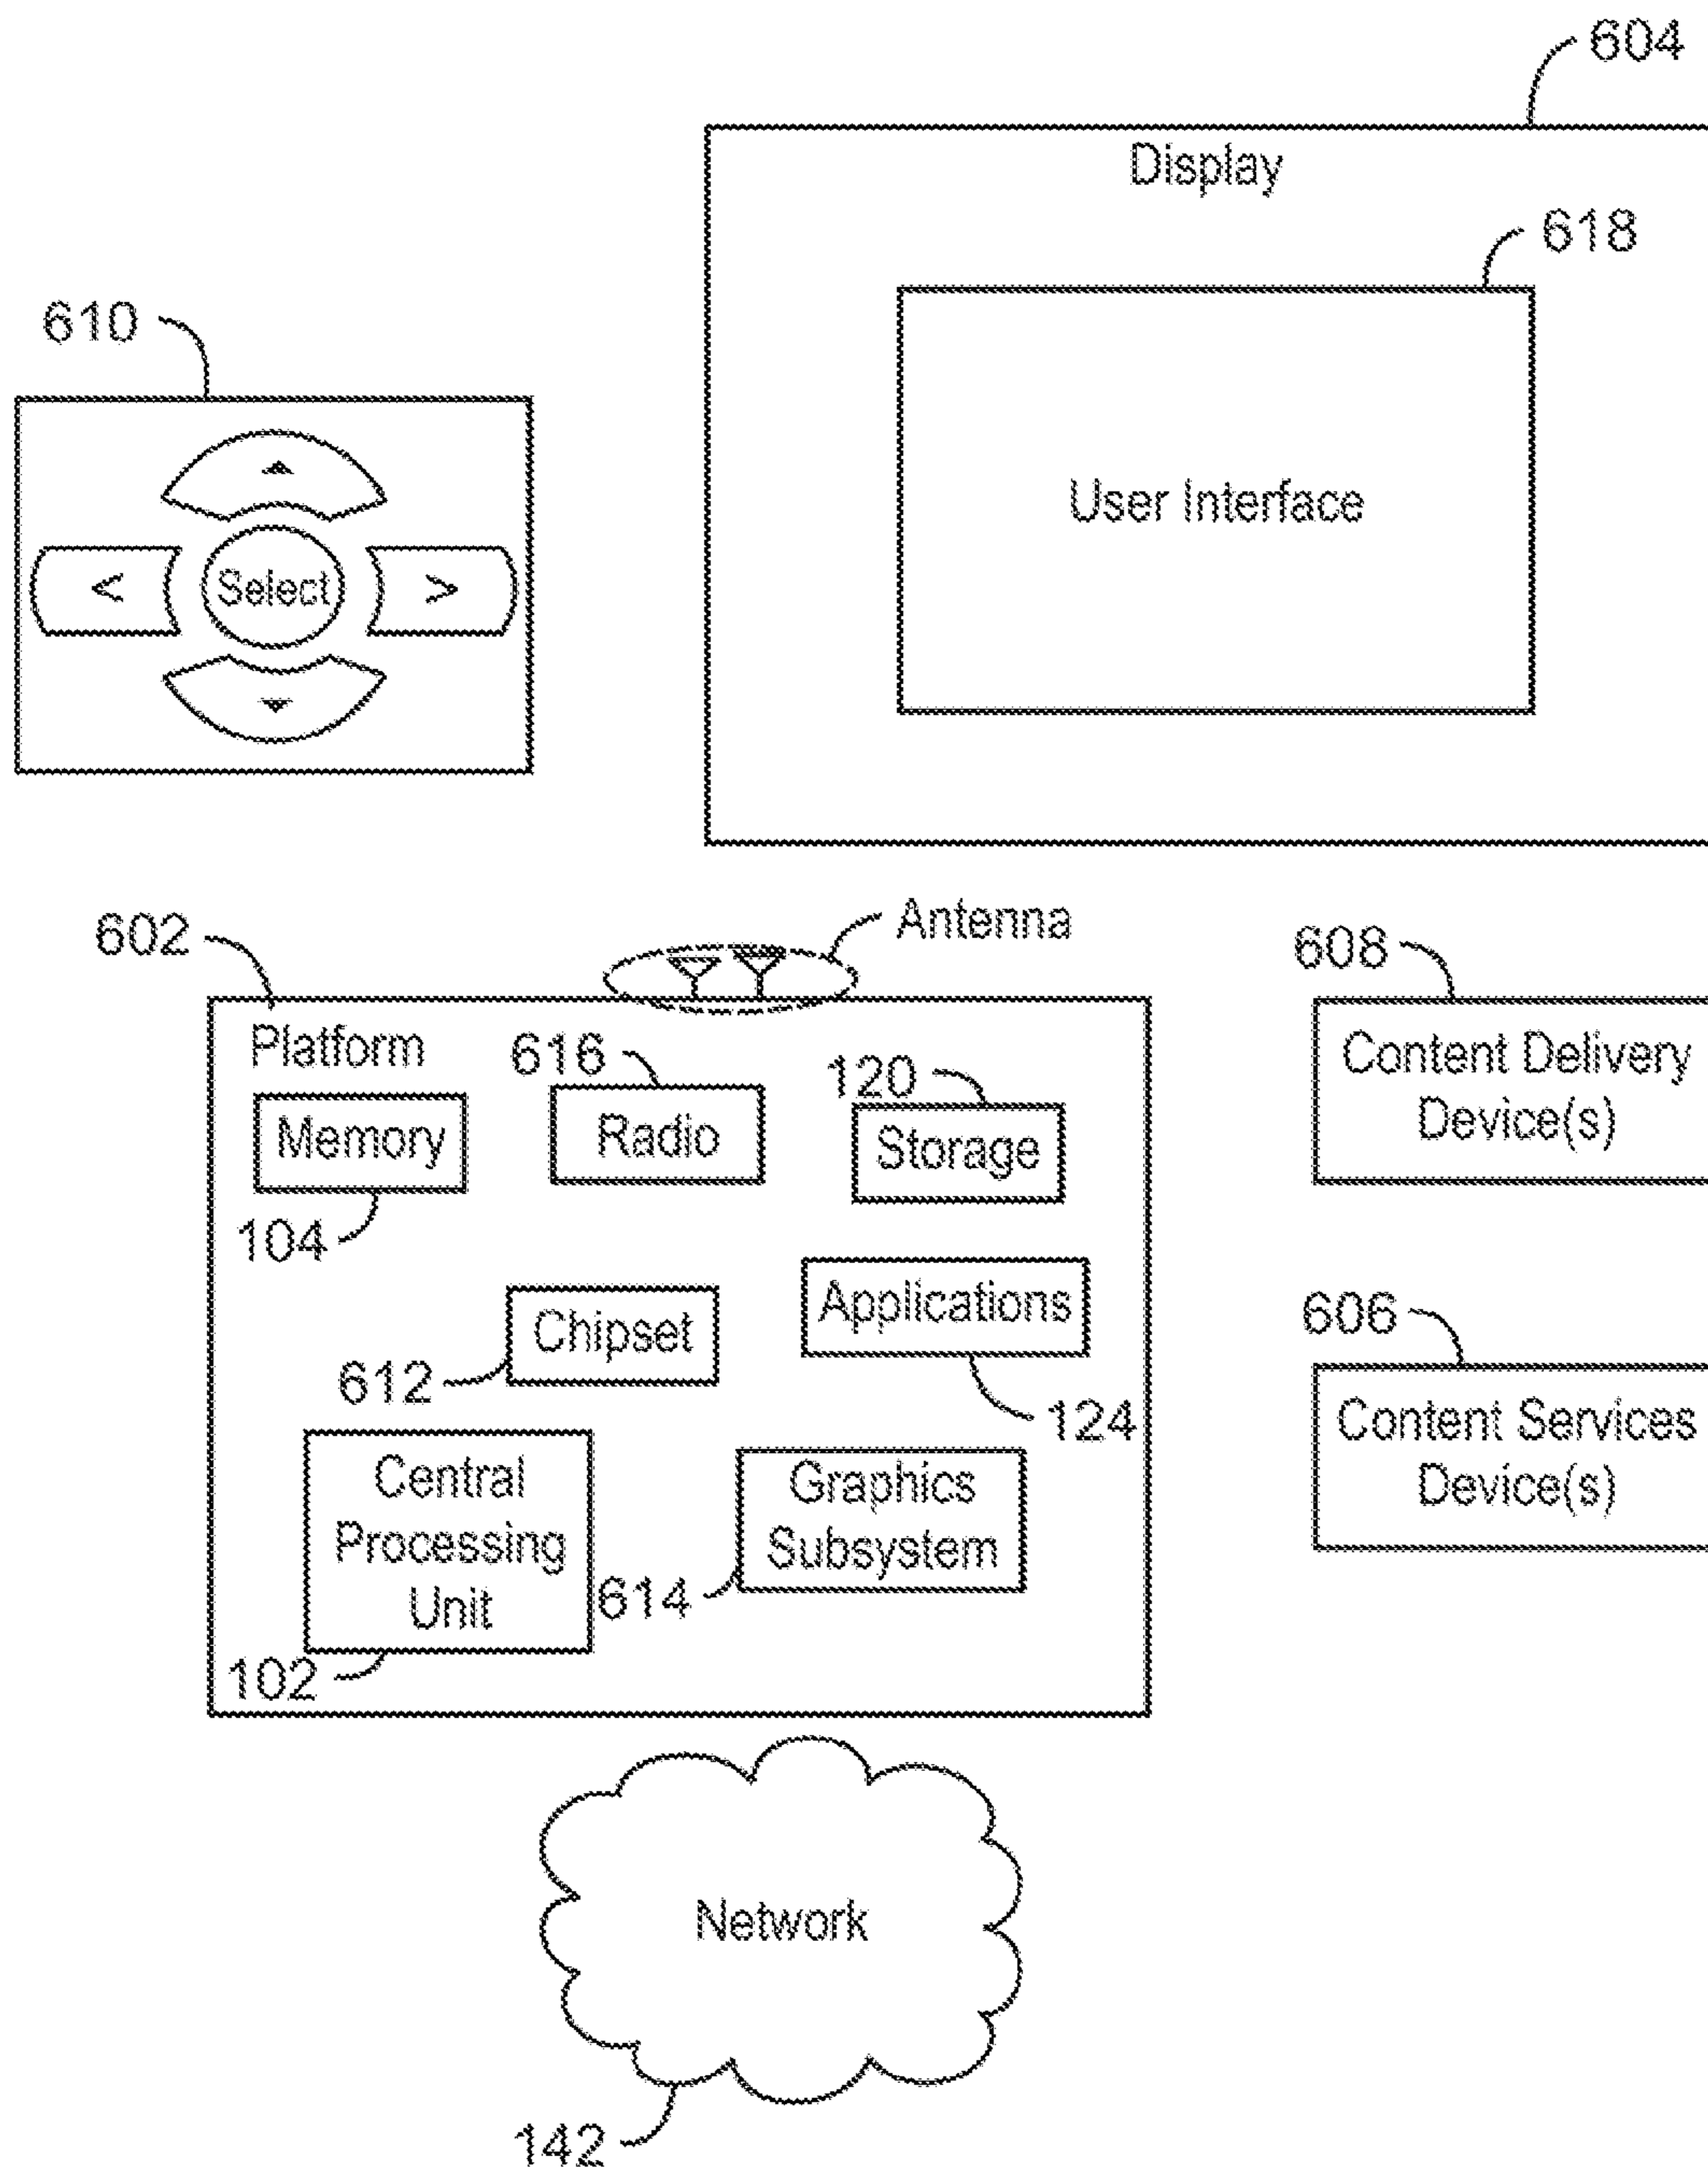 604
Display
618
User Interface
610
<
Select
>
602
Antenna
Platform
616
Radio
120
Storage
Memory
104
Chipset
612
Applications
124
Central
Processing
Unit
102
Graphics
Subsystem
614
608
Content Delivery
Device(s)
606
Content Services
Device(s)
Network
142